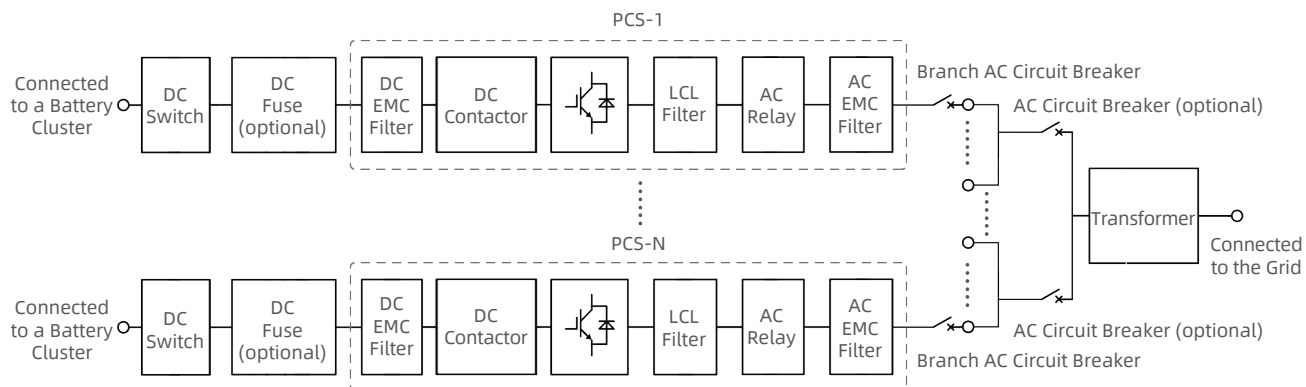 PCS-1
Connected
to a Battery
Cluster
DC
Switch
DC
Fuse
(optional)
DC
EMC
Filter
DC
Contactor
LCL
Filter
AC
Relay
AC
EMC
Filter
Branch AC Circuit Breaker
AC Circuit Breaker (optional)
Transformer
Connected
to the Grid
PCS-N
Connected
to a Battery
Cluster
DC
Switch
DC
Fuse
(optional)
DC
EMC
Filter
DC
Contactor
LCL
Filter
AC
Relay
AC
EMC
Filter
AC Circuit Breaker (optional)
Branch AC Circuit Breaker